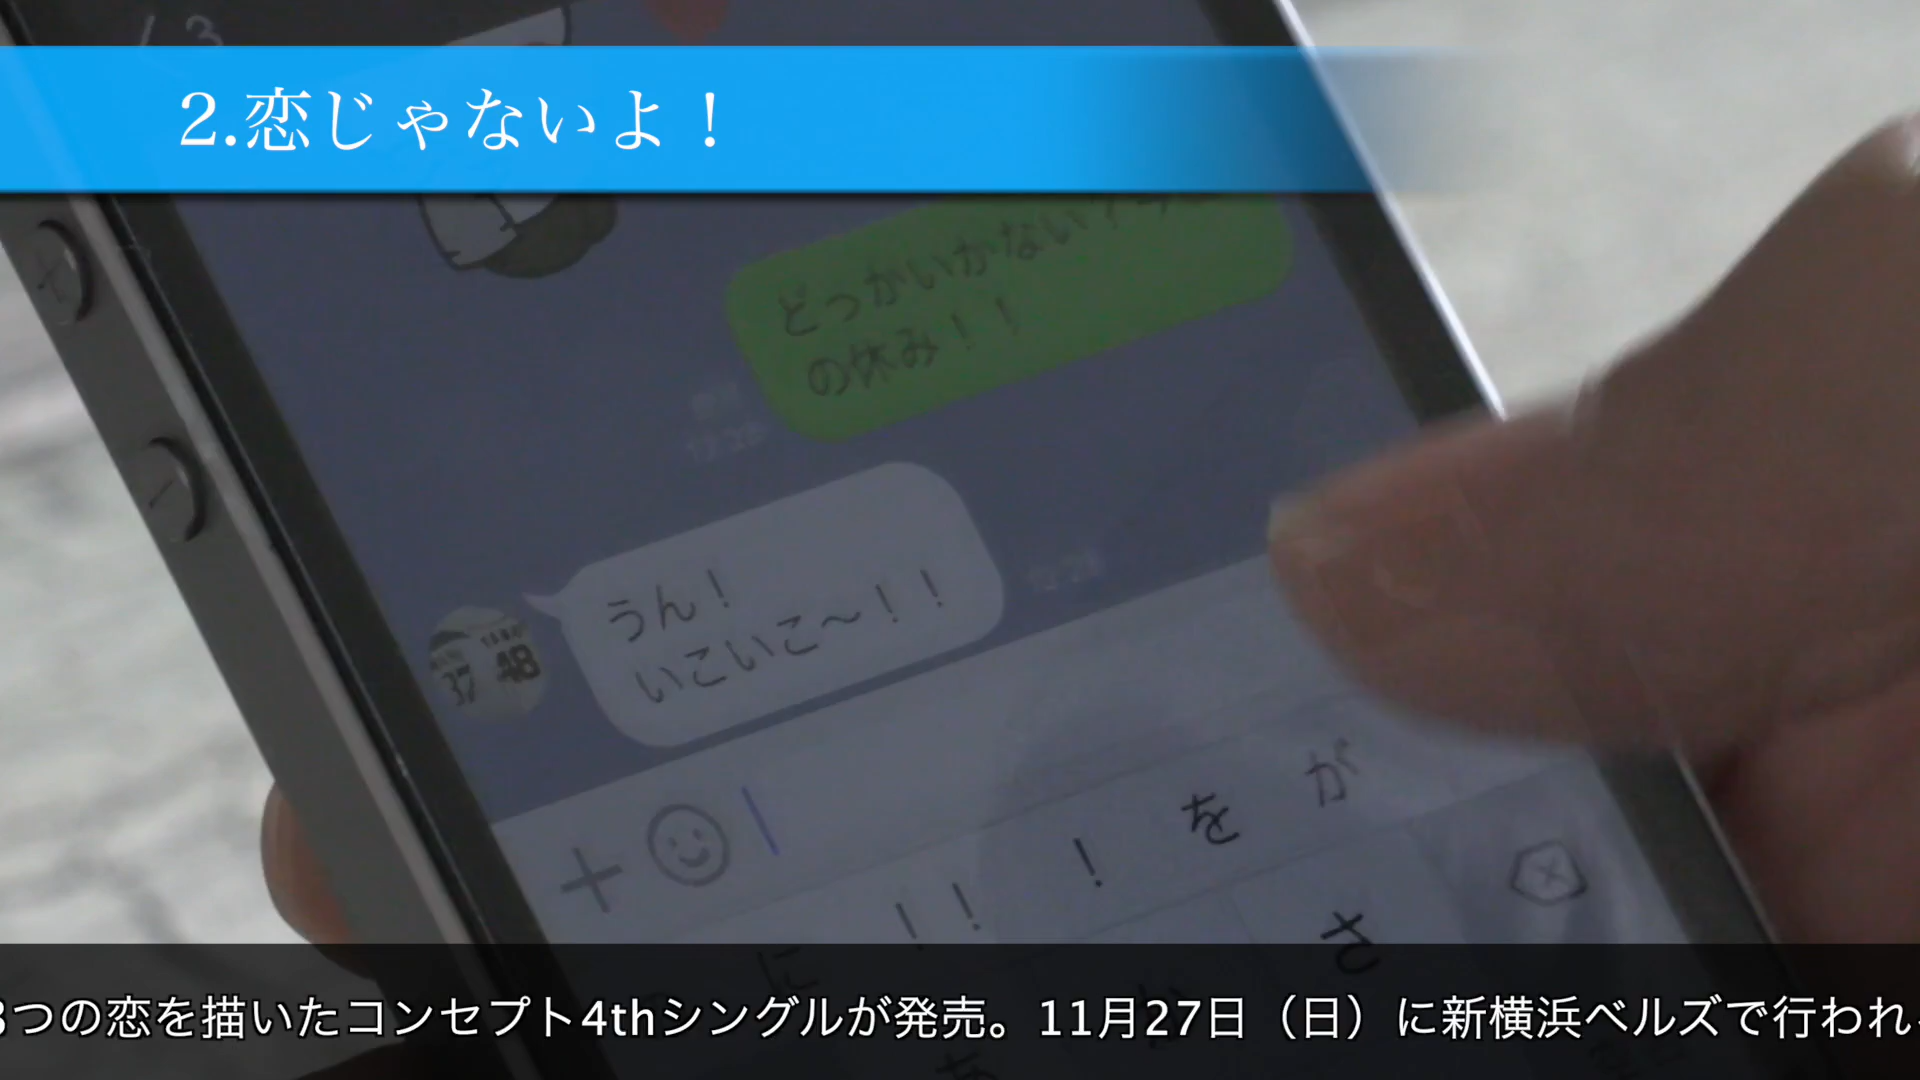 2.恋じゃないよ！
どっかいかない？
の休み！！
うん！
いこいこ〜！！
37 48
に ！！ ！ を が
さ
3つの恋を描いたコンセプト4thシングルが発売。11月27日（日）に新横浜ベルズで行われ